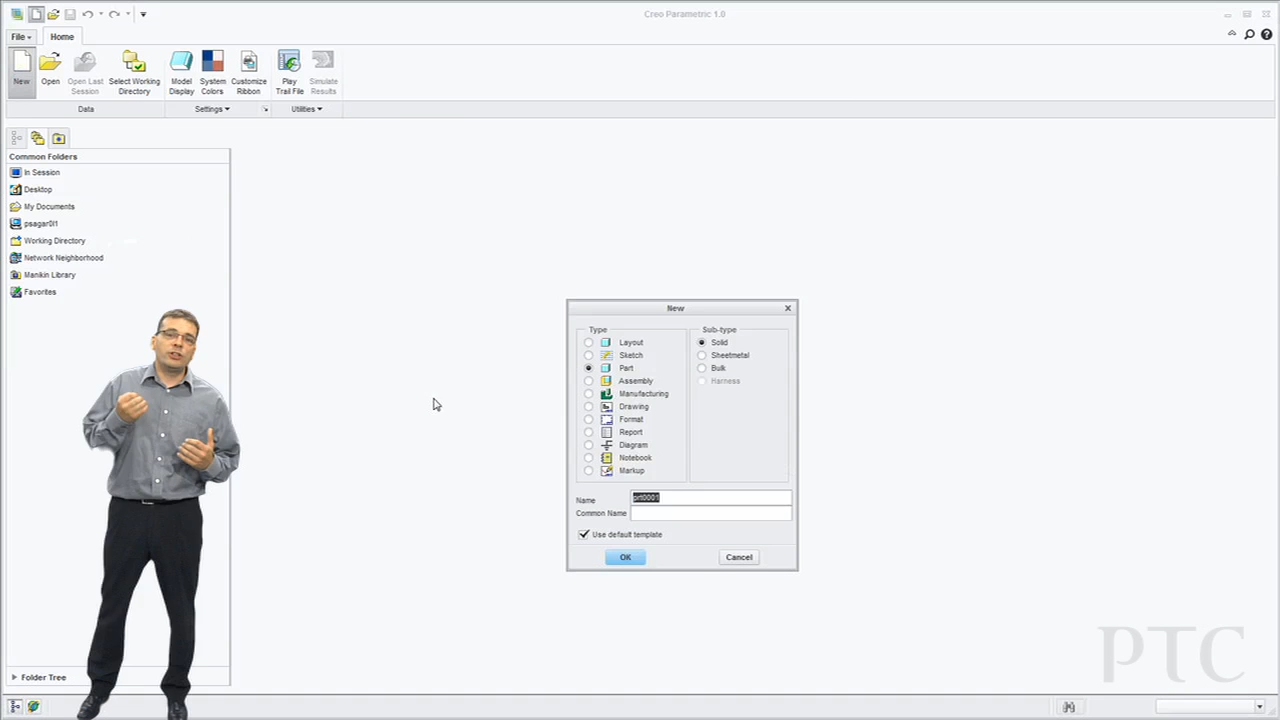 Creo Parametric 1.0
File
Home
New
Open
Open Last Session
Select Working Directory
Model Display
System Colors
Customize Ribbon
Play Trail File
Simulate Results
Data
Settings
Utilities
Common Folders
In Session
Desktop
My Documents
psagar0l1
Working Directory
Network Neighborhood
Manikin Library
Favorites
Folder Tree
New
Type
Layout
Sketch
Part
Assembly
Manufacturing
Drawing
Format
Report
Diagram
Notebook
Markup
Sub-type
Solid
Sheetmetal
Bulk
Harness
Name prt0001
Common Name
Use default template
OK
Cancel
PTC